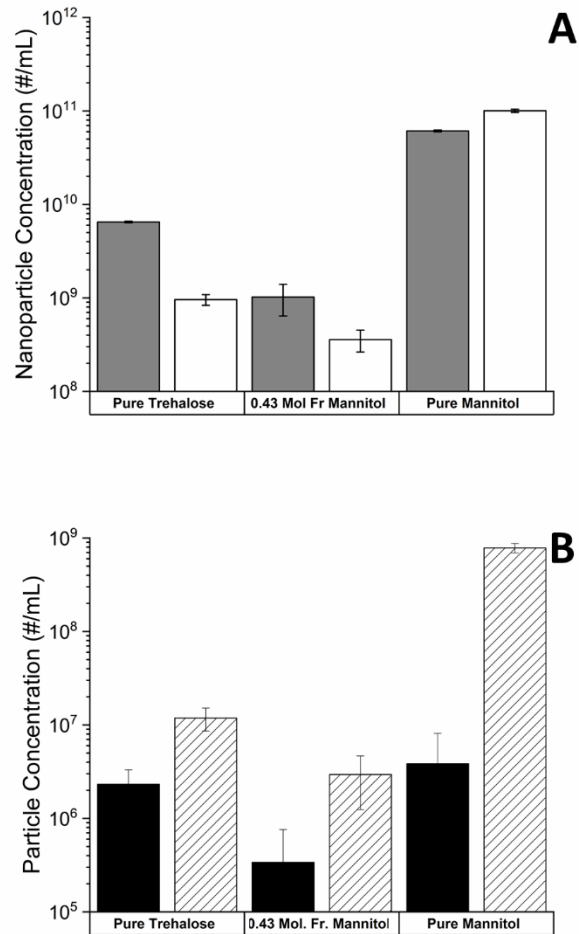 A
Nanoparticle Concentration (#/mL)
10^12
10^11
10^10
10^9
10^8
Pure Trehalose
0.43 Mol Fr Mannitol
Pure Mannitol
B
Particle Concentration (#/mL)
10^9
10^8
10^7
10^6
10^5
Pure Trehalose
0.43 Mol. Fr. Mannitol
Pure Mannitol